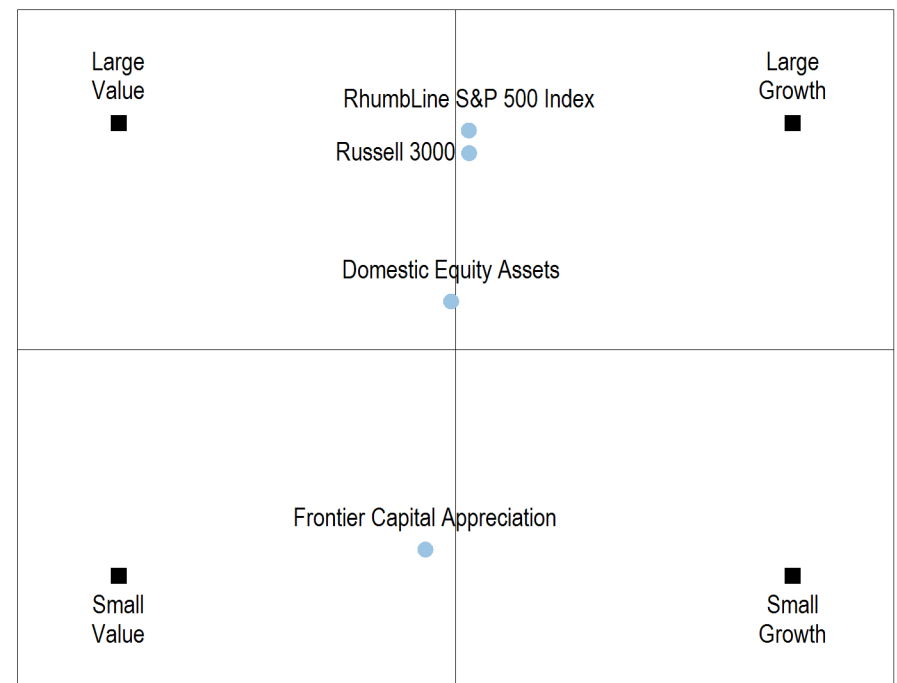 Large
Value
Large
Growth
RhumbLine S&P 500 Index
Russell 3000
Domestic Equity Assets
Frontier Capital Appreciation
Small
Value
Small
Growth